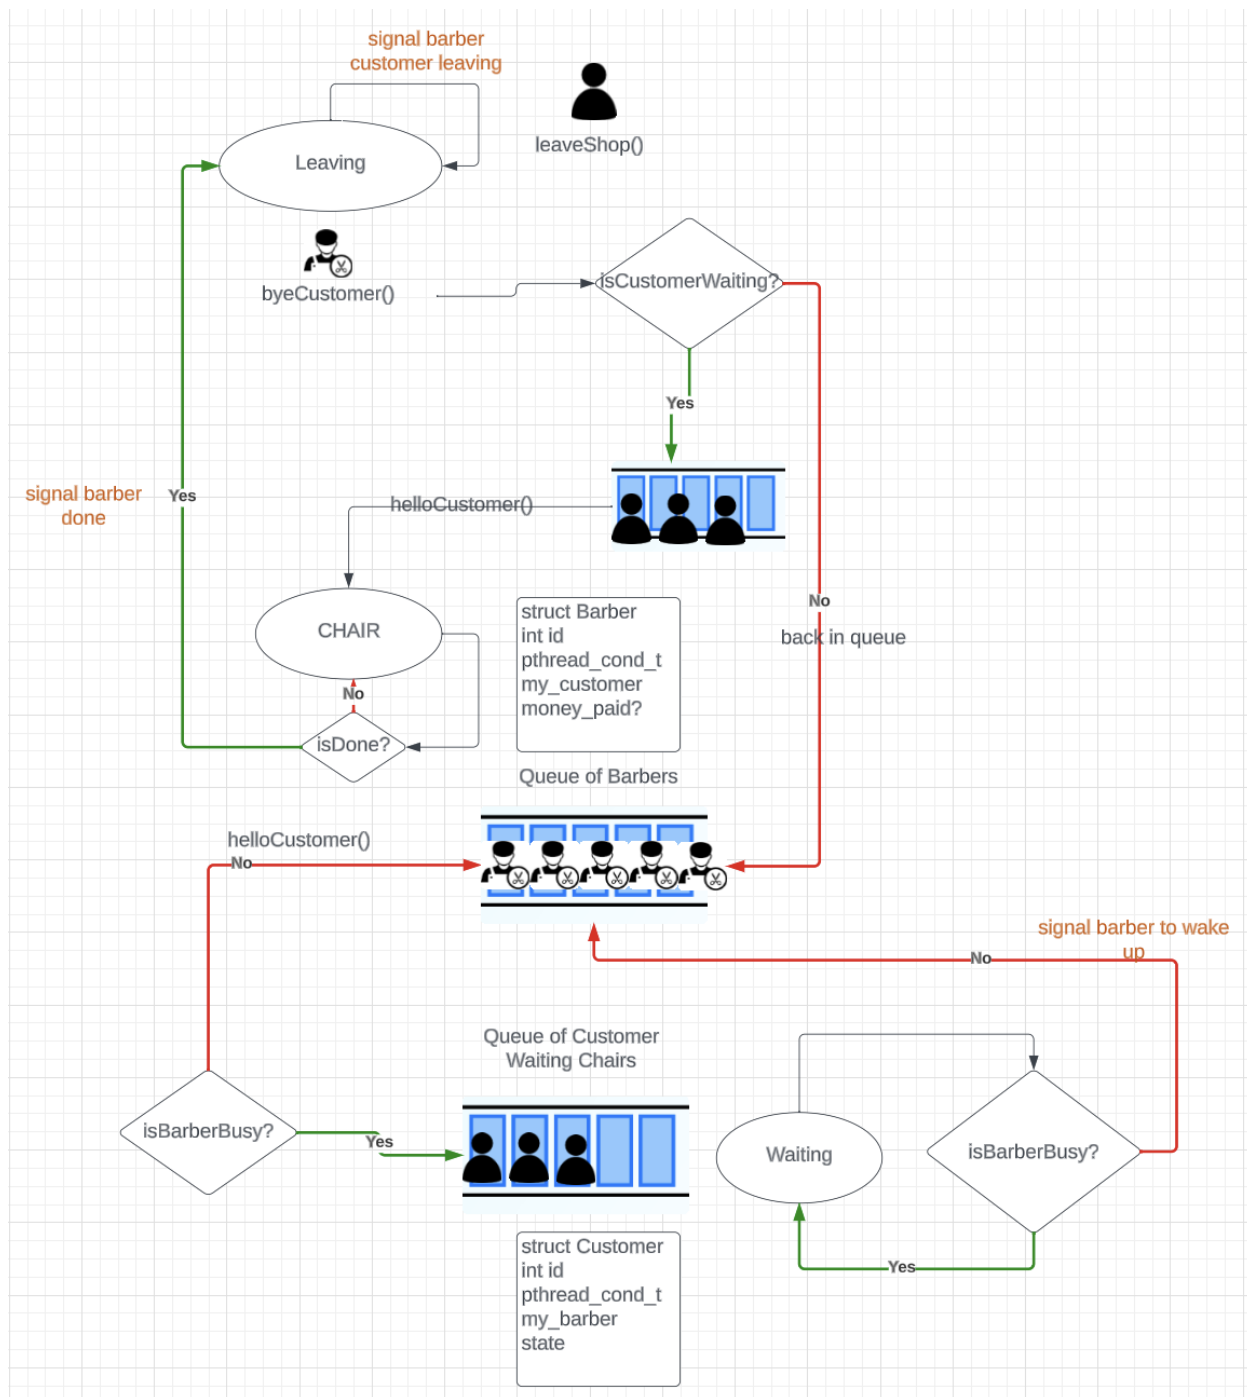 signal barber
customer leaving
leaveShop()
Leaving
byeCustomer()
isCustomerWaiting?
Yes
signal barber
done
Yes
helloCustomer()
No
back in queue
CHAIR
No
isDone?
struct Barber
int id
pthread_cond_t
my_customer
money_paid?
Queue of Barbers
helloCustomer()
No
signal barber to wake
up
No
Queue of Customer
Waiting Chairs
isBarberBusy?
Yes
Waiting
isBarberBusy?
Yes
struct Customer
int id
pthread_cond_t
my_barber
state